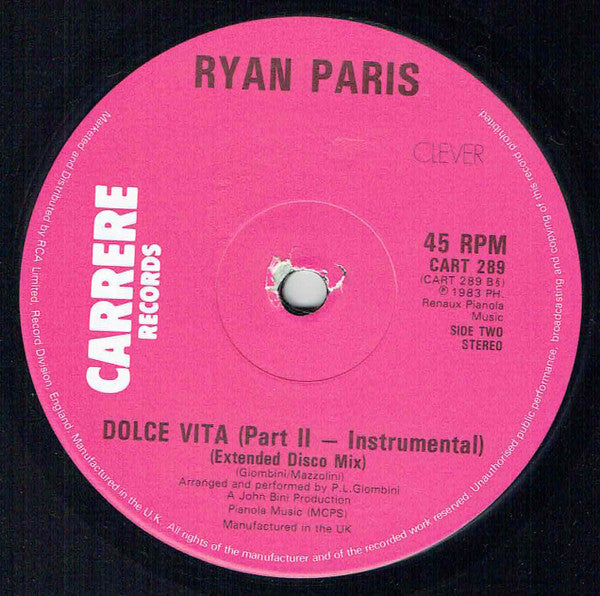 RYAN PARIS
CLEVER
CARRERE
RECORDS
45 RPM
CART 289
(CART 289 B§)
℗ 1983 PH.
Renaux Pianola
Music
SIDE TWO
STEREO
DOLCE VITA (Part II — Instrumental)
(Extended Disco Mix)
(Giombini/Mazzolini)
Arranged and performed by P.L.Giombini
A John Bini Production
Pianola Music (MCPS)
Manufactured in the UK
Marketed and Distributed by RCA Limited, Record Division, England. Manufactured in the U.K. All rights of the manufacturer and of the recorded work reserved. Unauthorised public performance, broadcasting and copying of this record prohibited.